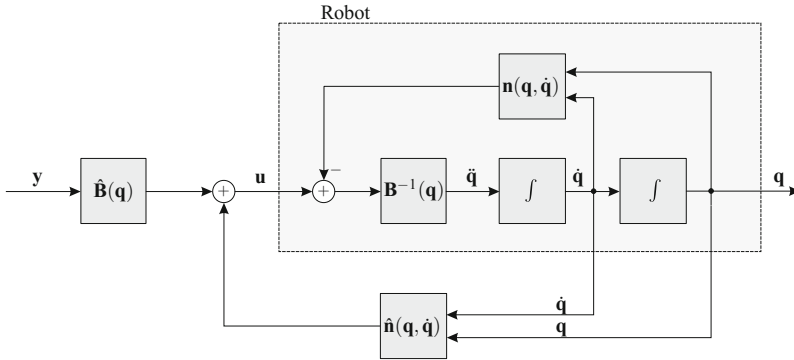 Robot
n(q, q̇)
−
y
B̂(q)
+
u
+
B⁻¹(q)
q̈
∫
q̇
∫
q
n̂(q, q̇)
q̇
q